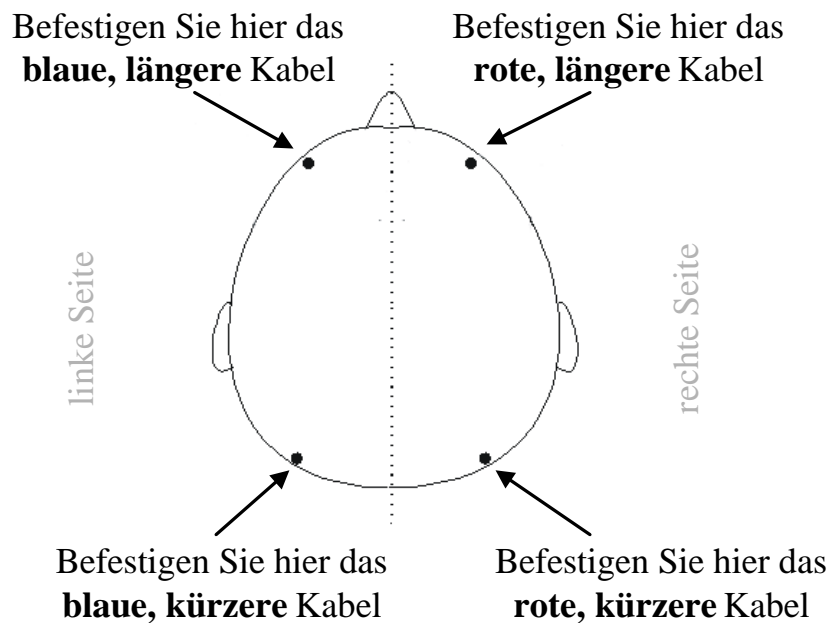 Befestigen Sie hier das
blaue, längere Kabel
Befestigen Sie hier das
rote, längere Kabel
linke Seite
rechte Seite
Befestigen Sie hier das
blaue, kürzere Kabel
Befestigen Sie hier das
rote, kürzere Kabel